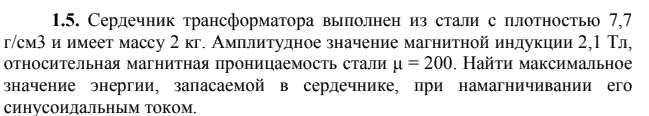 1.5. Сердечник трансформатора выполнен из стали с плотностью 7,7
г/см3 и имеет массу 2 кг. Амплитудное значение магнитной индукции 2,1 Тл,
относительная магнитная проницаемость стали μ = 200. Найти максимальное
значение энергии, запасаемой в сердечнике, при намагничивании его
синусоидальным током.